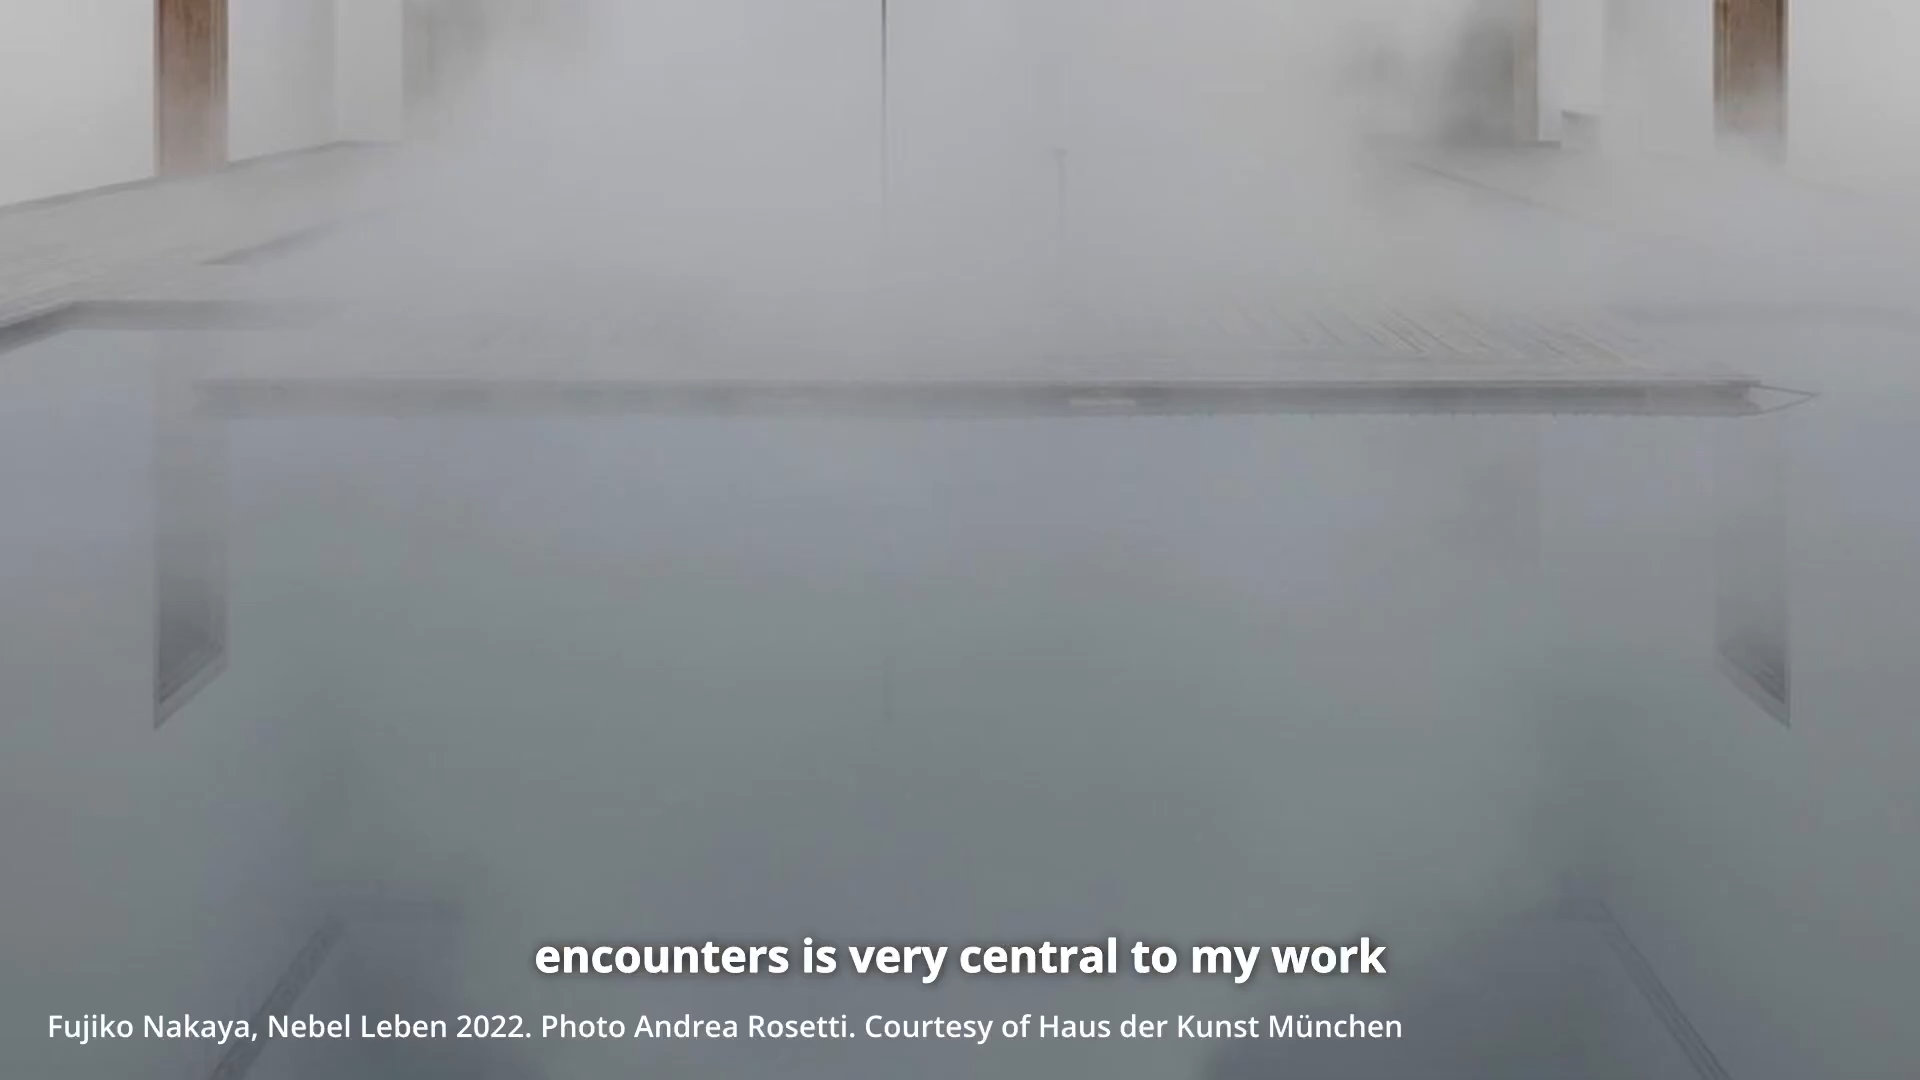 encounters is very central to my work
Fujiko Nakaya, Nebel Leben 2022. Photo Andrea Rosetti. Courtesy of Haus der Kunst München